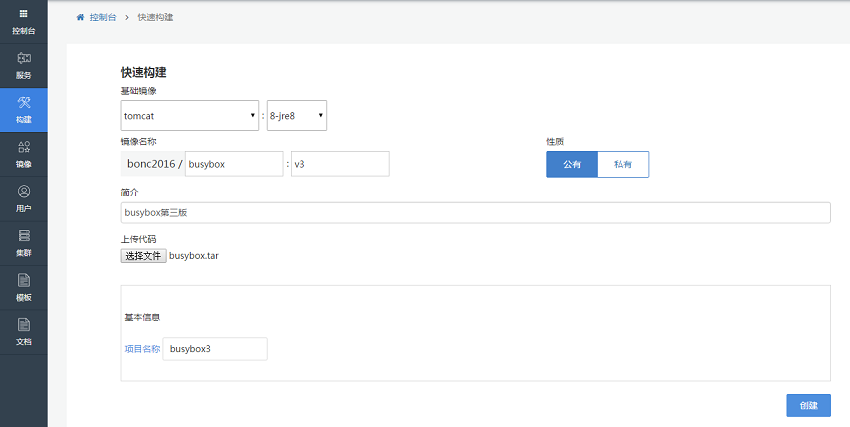 控制台
服务
构建
镜像
用户
集群
模板
文档
控制台 > 快速构建
快速构建
基础镜像
tomcat : 8-jre8
镜像名称 性质
bonc2016 / busybox : v3 公有 私有
简介
busybox第三版
上传代码
选择文件 busybox.tar
基本信息
项目名称 busybox3
创建